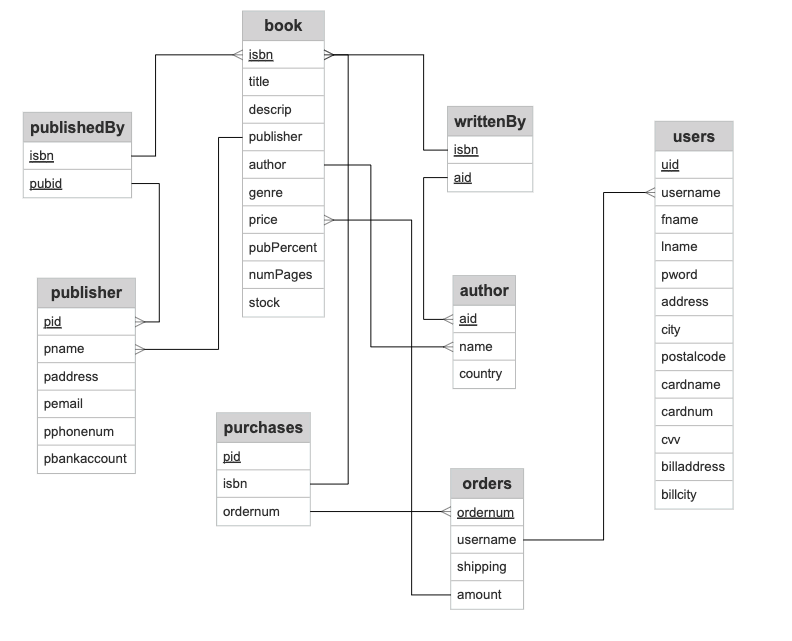 book
isbn
title
descrip
publisher
author
genre
price
pubPercent
numPages
stock
publishedBy
isbn
pubid
writtenBy
isbn
aid
users
uid
username
fname
lname
pword
address
city
postalcode
cardname
cardnum
cvv
billaddress
billcity
publisher
pid
pname
paddress
pemail
pphonenum
pbankaccount
author
aid
name
country
purchases
pid
isbn
ordernum
orders
ordernum
username
shipping
amount